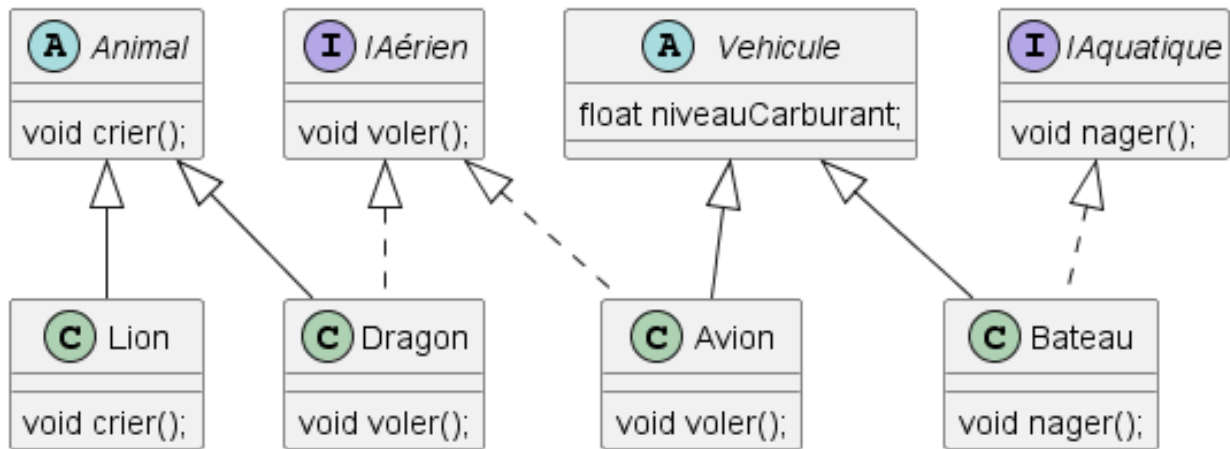 A Animal
I IAérien
A Vehicule
I IAquatique
void crier();
void voler();
float niveauCarburant;
void nager();
C Lion
C Dragon
C Avion
C Bateau
void crier();
void voler();
void voler();
void nager();